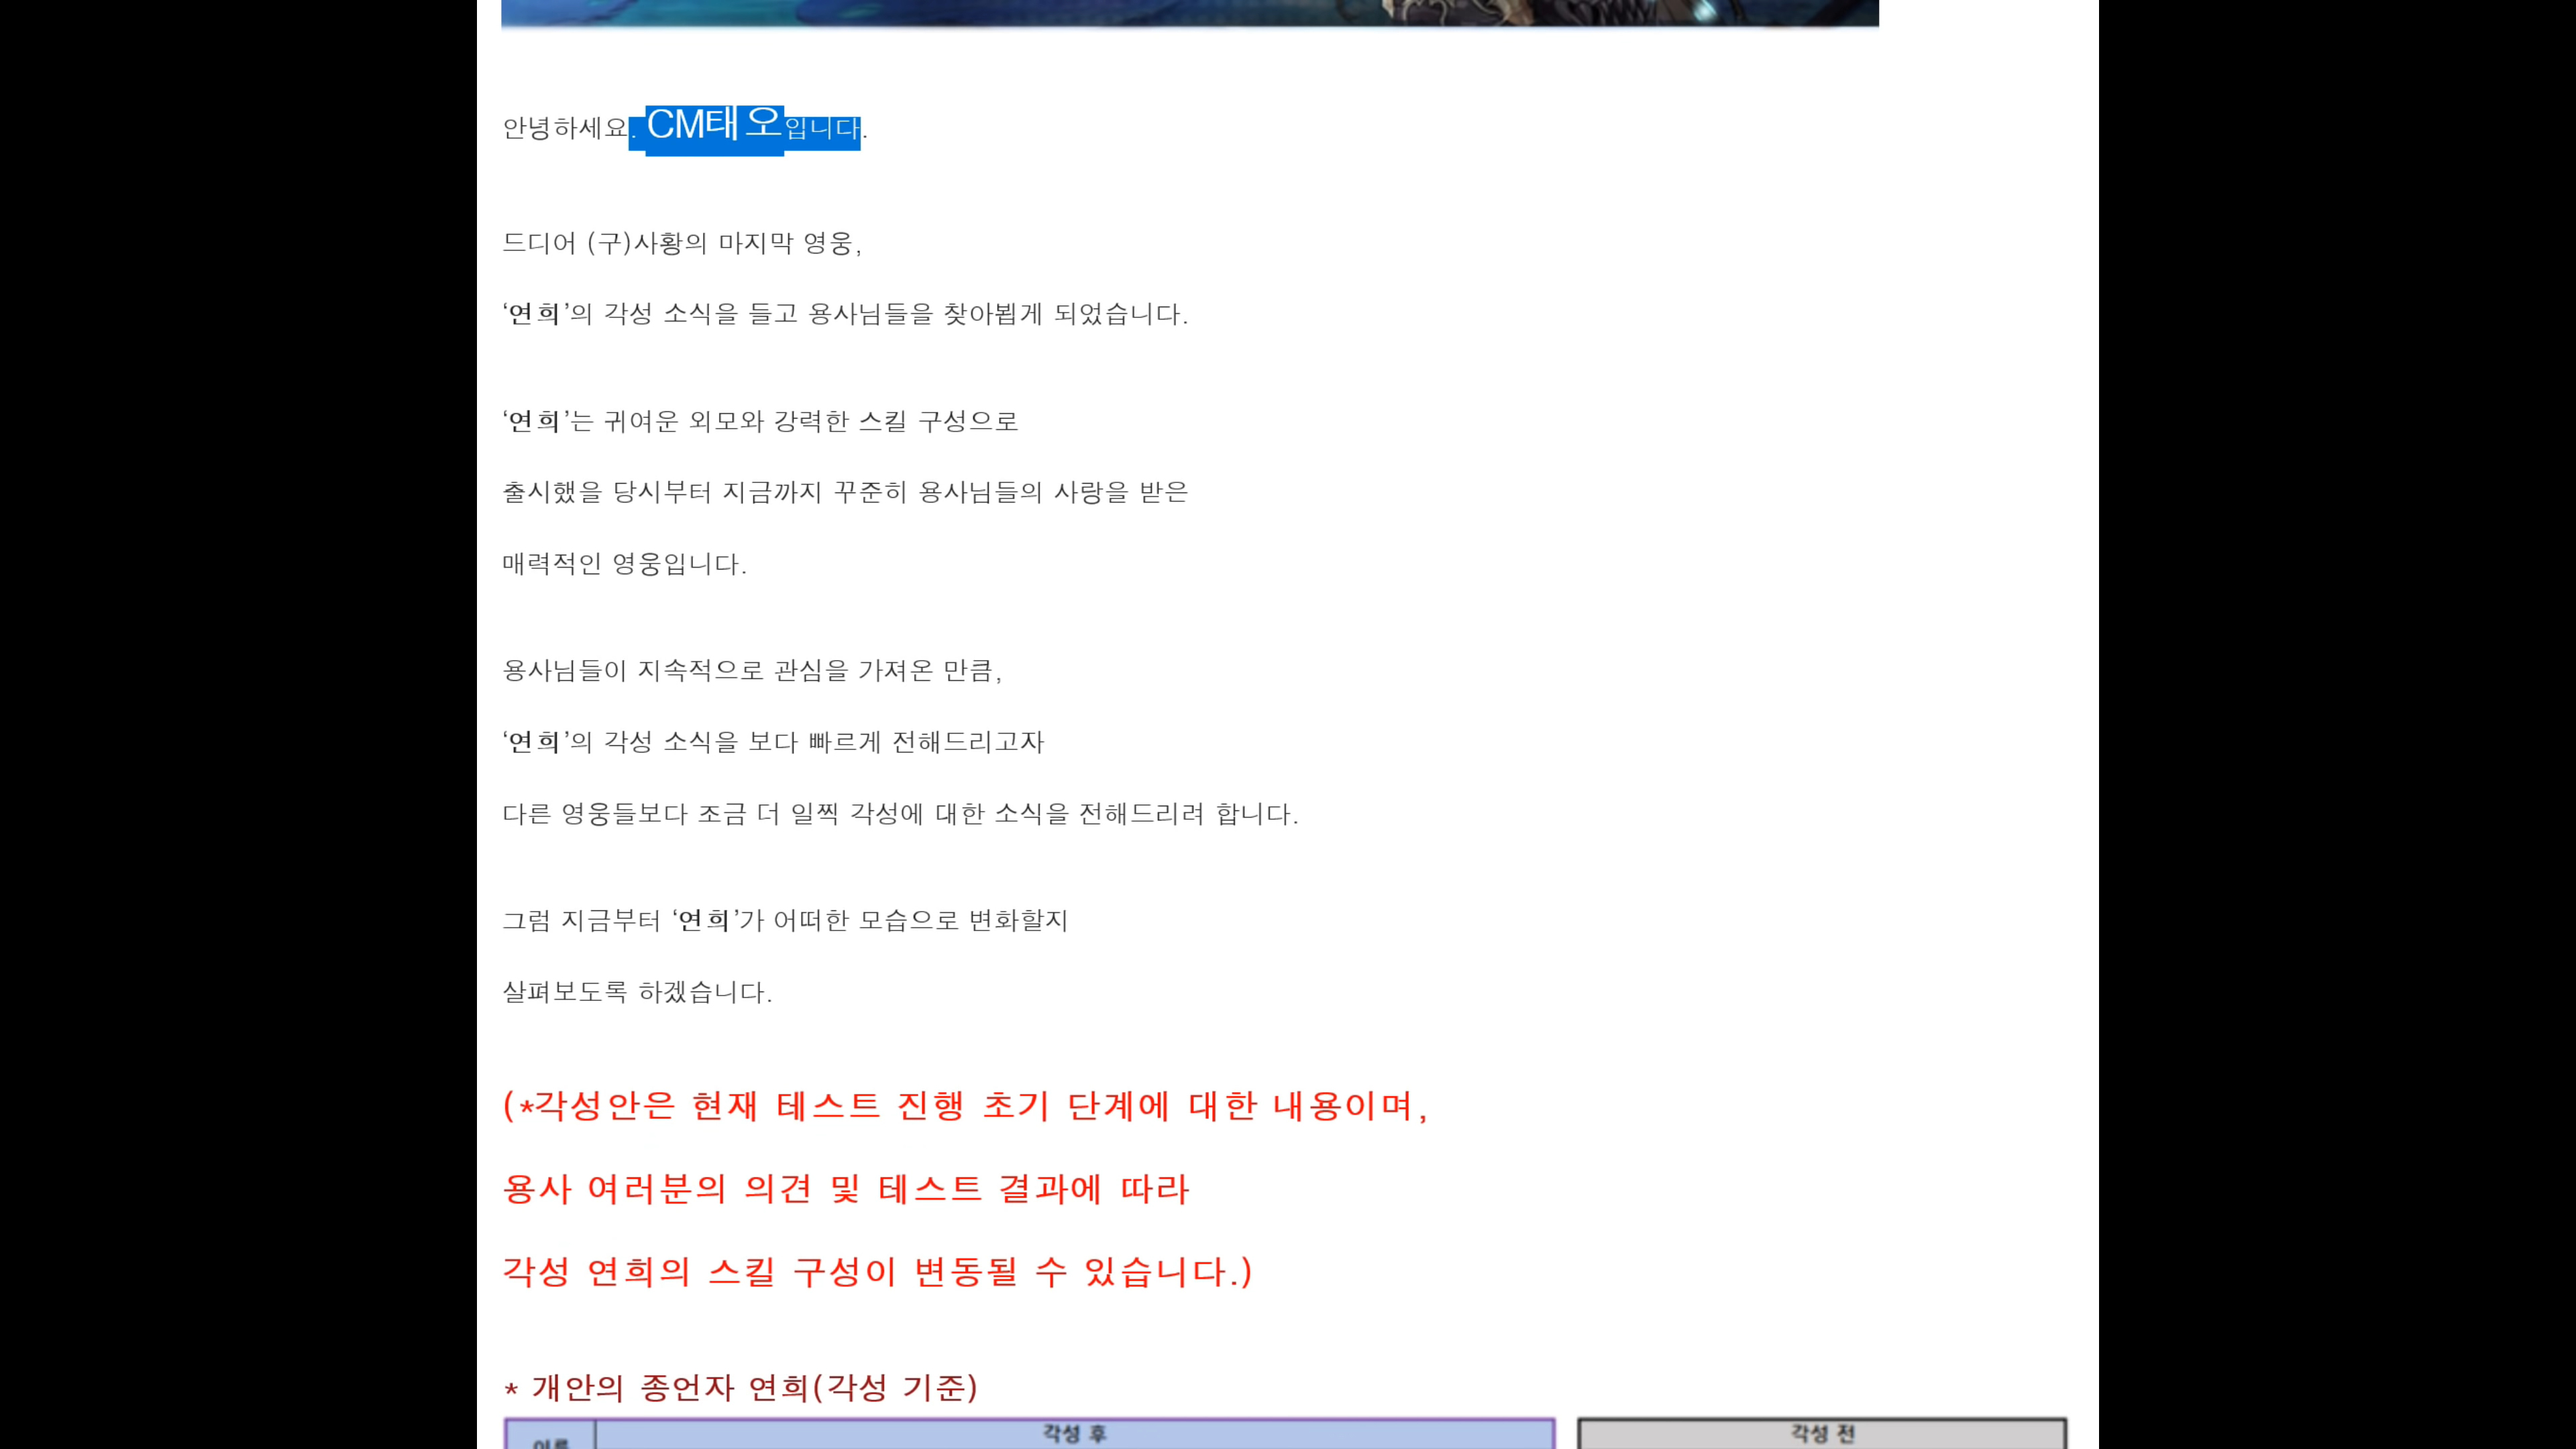 안녕하세요. CM태오입니다.
드디어 (구)사황의 마지막 영웅,
‘연희’의 각성 소식을 들고 용사님들을 찾아뵙게 되었습니다.
‘연희’는 귀여운 외모와 강력한 스킬 구성으로
출시했을 당시부터 지금까지 꾸준히 용사님들의 사랑을 받은
매력적인 영웅입니다.
용사님들이 지속적으로 관심을 가져온 만큼,
‘연희’의 각성 소식을 보다 빠르게 전해드리고자
다른 영웅들보다 조금 더 일찍 각성에 대한 소식을 전해드리려 합니다.
그럼 지금부터 ‘연희’가 어떠한 모습으로 변화할지
살펴보도록 하겠습니다.
(*각성안은 현재 테스트 진행 초기 단계에 대한 내용이며,
용사 여러분의 의견 및 테스트 결과에 따라
각성 연희의 스킬 구성이 변동될 수 있습니다.)
* 개안의 종언자 연희(각성 기준)
각성 후 각성 전
이름